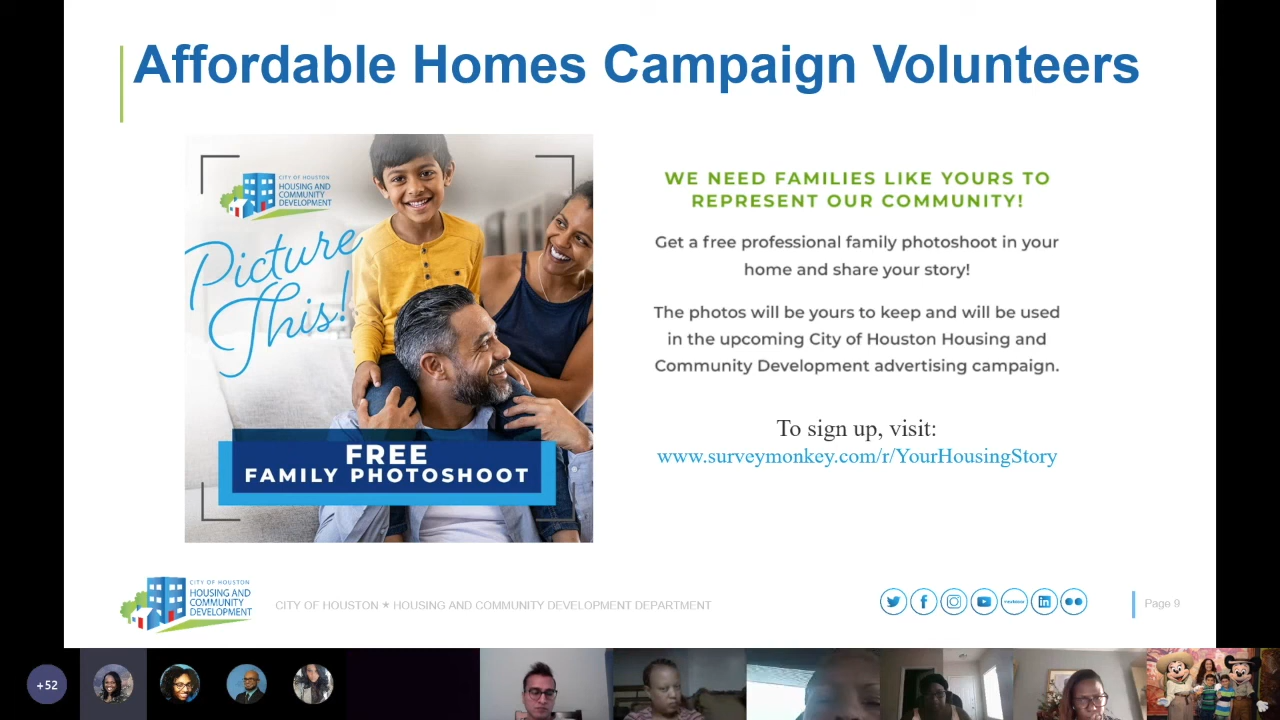 Affordable Homes Campaign Volunteers
CITY OF HOUSTON
HOUSING AND
COMMUNITY
DEVELOPMENT
Picture
This!
FREE
FAMILY PHOTOSHOOT
WE NEED FAMILIES LIKE YOURS TO
REPRESENT OUR COMMUNITY!
Get a free professional family photoshoot in your
home and share your story!
The photos will be yours to keep and will be used
in the upcoming City of Houston Housing and
Community Development advertising campaign.
To sign up, visit:
www.surveymonkey.com/r/YourHousingStory
CITY OF HOUSTON
HOUSING AND
COMMUNITY
DEVELOPMENT
CITY OF HOUSTON ★ HOUSING AND COMMUNITY DEVELOPMENT DEPARTMENT
Page 9
+52